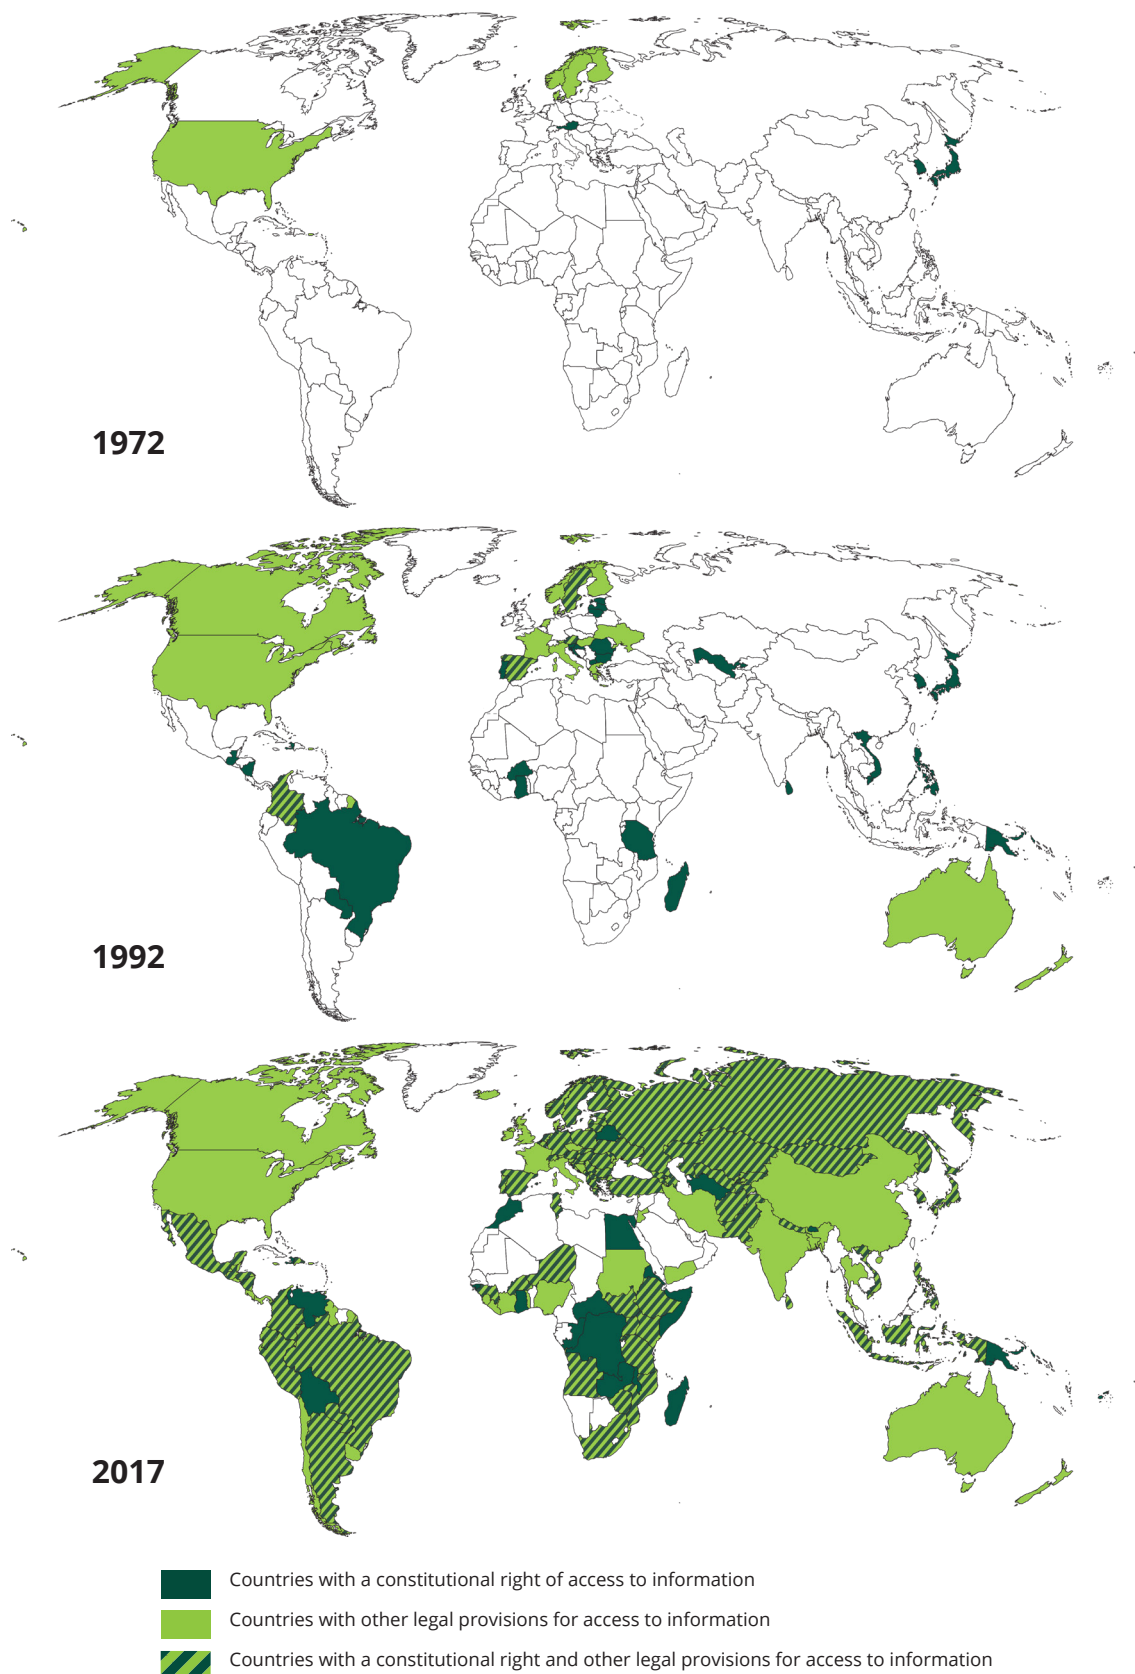 1972
1992
2017
Countries with a constitutional right of access to information
Countries with other legal provisions for access to information
Countries with a constitutional right and other legal provisions for access to information